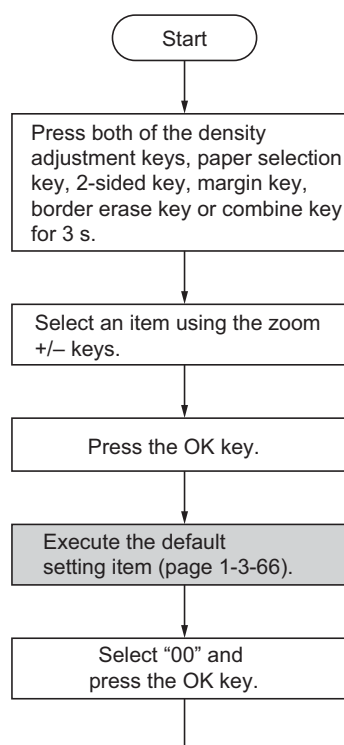 Start
Press both of the density
adjustment keys, paper selection
key, 2-sided key, margin key,
border erase key or combine key
for 3 s.
Select an item using the zoom
+/– keys.
Press the OK key.
Execute the default
setting item (page 1-3-66).
Select “00” and
press the OK key.